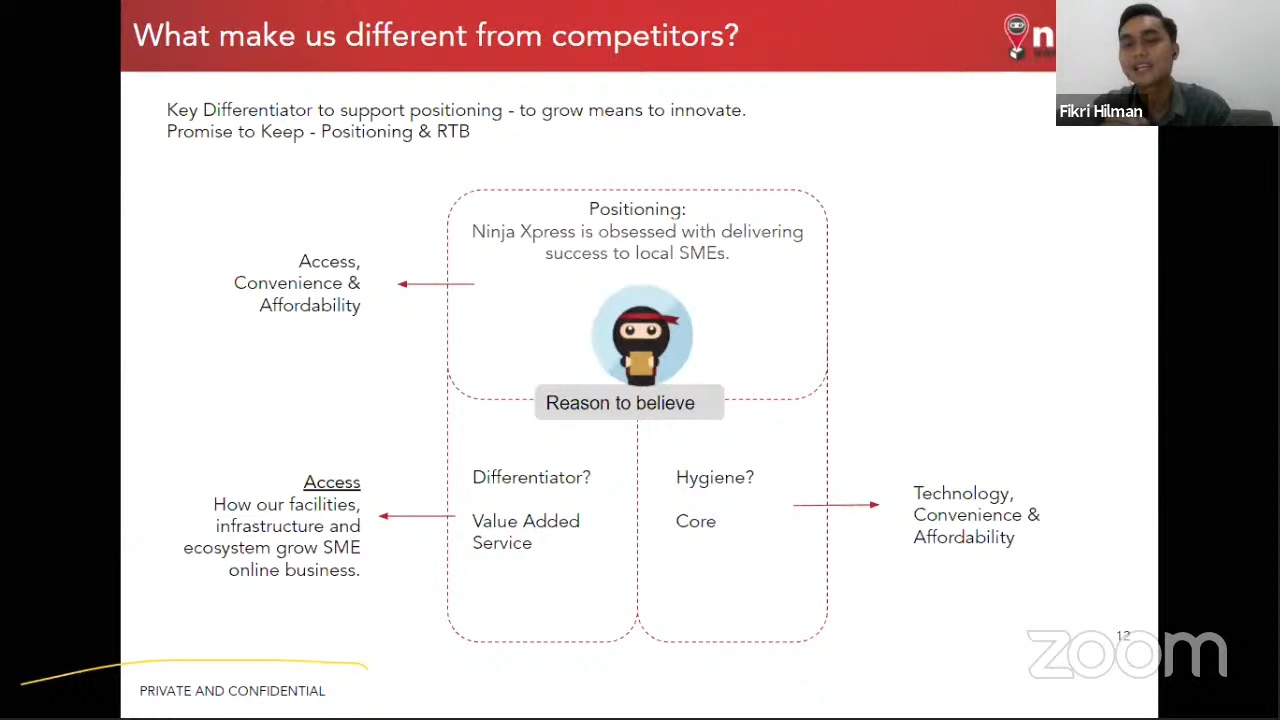 What make us different from competitors?
n
Fikri Hilman
Key Differentiator to support positioning - to grow means to innovate.
Promise to Keep - Positioning & RTB
Positioning:
Ninja Xpress is obsessed with delivering
success to local SMEs.
Access,
Convenience &
Affordability
Reason to believe
Access
How our facilities,
infrastructure and
ecosystem grow SME
online business.
Differentiator?
Value Added
Service
Hygiene?
Core
Technology,
Convenience &
Affordability
12
zoom
PRIVATE AND CONFIDENTIAL